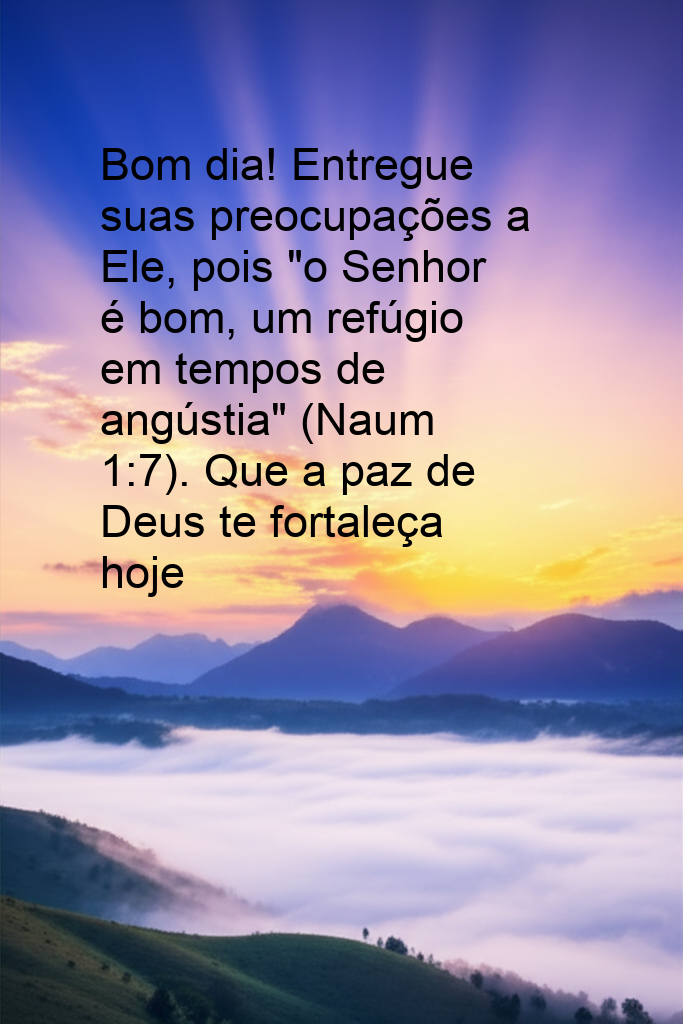 Bom dia! Entregue
suas preocupações a
Ele, pois "o Senhor
é bom, um refúgio
em tempos de
angústia" (Naum
1:7). Que a paz de
Deus te fortaleça
hoje